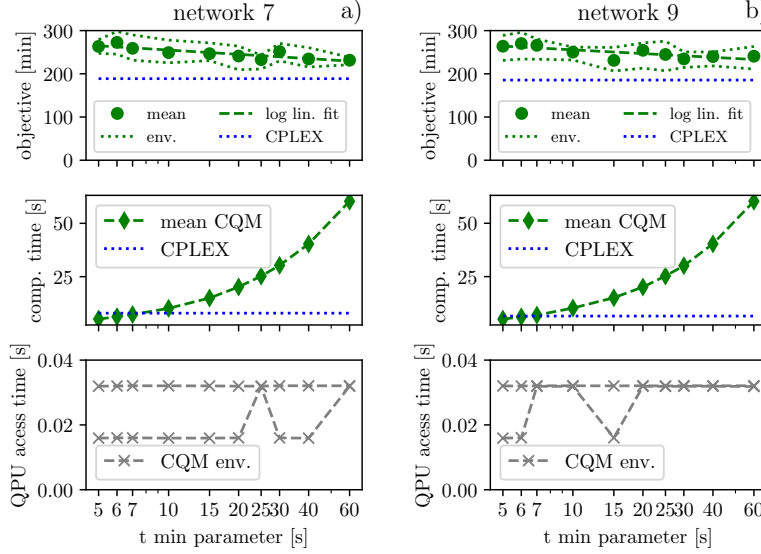 network 7
a)
300
200
100
0
objective [min]
mean
env.
log lin. fit
CPLEX
50
25
comp. time [s]
mean CQM
CPLEX
0.04
0.02
0.00
QPU acess time [s]
CQM env.
5 6 7 10 15 20 25 30 40 60
t min parameter [s]
network 9
b)
300
200
100
0
objective [min]
mean
env.
log lin. fit
CPLEX
50
25
comp. time [s]
mean CQM
CPLEX
0.04
0.02
0.00
QPU acess time [s]
CQM env.
5 6 7 10 15 20 25 30 40 60
t min parameter [s]